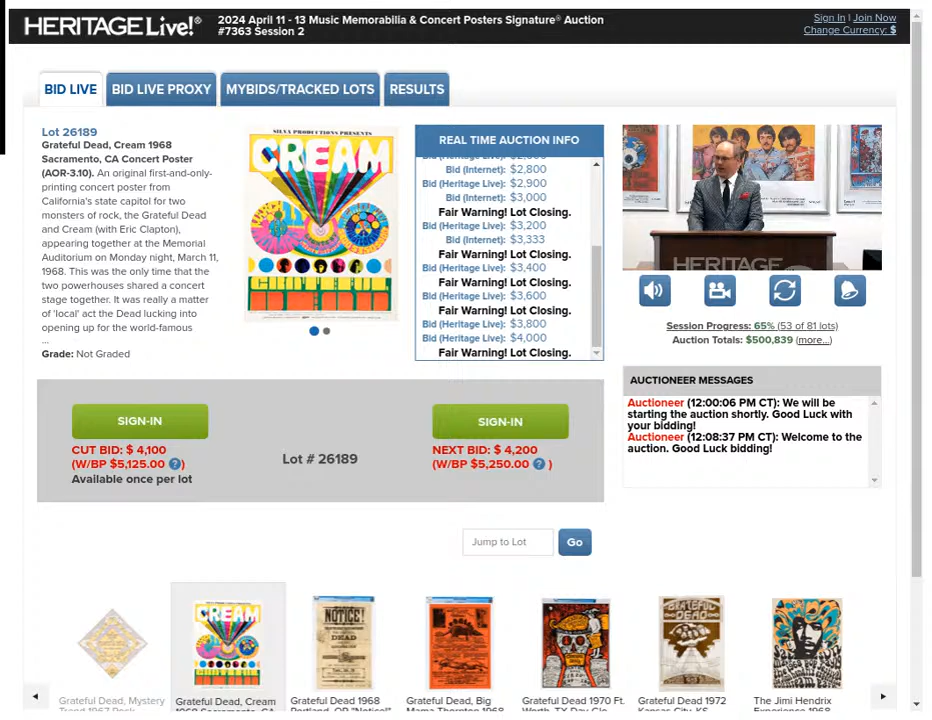 HERITAGE Live!®
2024 April 11 - 13 Music Memorabilia & Concert Posters Signature® Auction
#7363 Session 2
Sign In | Join Now
Change Currency: $
BID LIVE
BID LIVE PROXY
MYBIDS/TRACKED LOTS
RESULTS
Lot 26189
Grateful Dead, Cream 1968
Sacramento, CA Concert Poster
(AOR-3.10). An original first-and-only-
printing concert poster from
California's state capitol for two
monsters of rock, the Grateful Dead
and Cream (with Eric Clapton),
appearing together at the Memorial
Auditorium on Monday night, March 11,
1968. This was the only time that the
two powerhouses shared a concert
stage together. It was really a matter
of 'local' act the Dead lucking into
opening up for the world-famous
...
Grade: Not Graded
PRODUCTIONS PRESENTS
CREAM
GRATEFUL
REAL TIME AUCTION INFO
Bid (Internet): $2,800
Bid (Heritage Live): $2,900
Bid (Internet): $3,000
Fair Warning! Lot Closing.
Bid (Heritage Live): $3,200
Bid (Internet): $3,333
Fair Warning! Lot Closing.
Bid (Heritage Live): $3,400
Fair Warning! Lot Closing.
Bid (Heritage Live): $3,600
Fair Warning! Lot Closing.
Bid (Heritage Live): $3,800
Bid (Heritage Live): $4,000
Fair Warning! Lot Closing.
HERITAGE
Session Progress: 65% (53 of 81 lots)
Auction Totals: $500,839 (more...)
AUCTIONEER MESSAGES
Auctioneer (12:00:06 PM CT): We will be
starting the auction shortly. Good Luck with
your bidding!
Auctioneer (12:08:37 PM CT): Welcome to the
auction. Good Luck bidding!
SIGN-IN
CUT BID: $ 4,100
(W/BP $5,125.00 ?)
Available once per lot
Lot # 26189
SIGN-IN
NEXT BID: $ 4,200
(W/BP $5,250.00 ? )
Jump to Lot
Go
CREAM
NOTICE!
DEAD
GRATEFUL
DEAD
Grateful Dead, Mystery
Grateful Dead, Cream
Grateful Dead 1968
Grateful Dead, Big
Grateful Dead 1970 Ft.
Grateful Dead 1972
The Jimi Hendrix